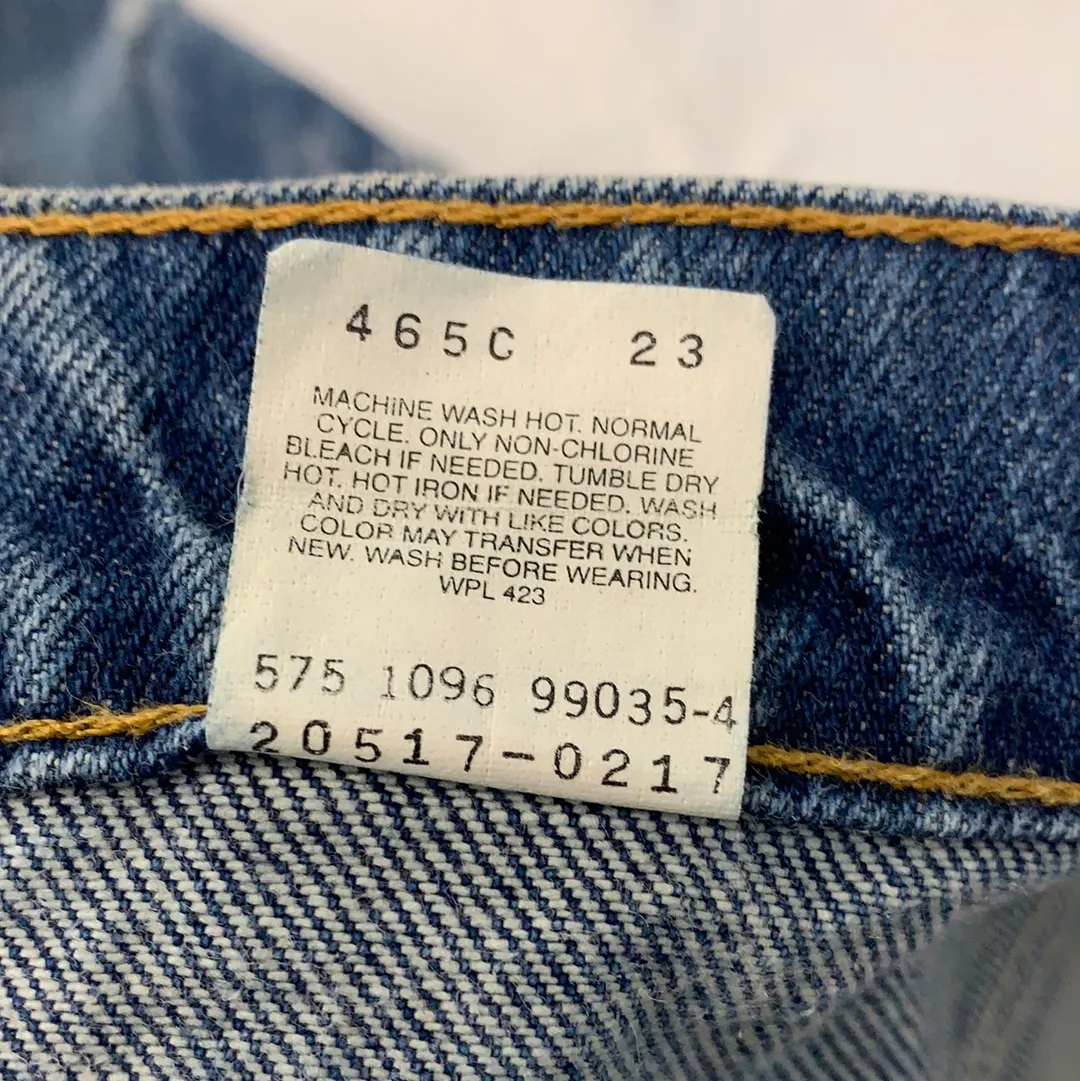 465C 23
MACHINE WASH HOT. NORMAL
CYCLE. ONLY NON-CHLORINE
BLEACH IF NEEDED. TUMBLE DRY
HOT. HOT IRON IF NEEDED. WASH
AND DRY WITH LIKE COLORS.
COLOR MAY TRANSFER WHEN
NEW. WASH BEFORE WEARING.
WPL 423
575 1096 99035-4
20517-0217